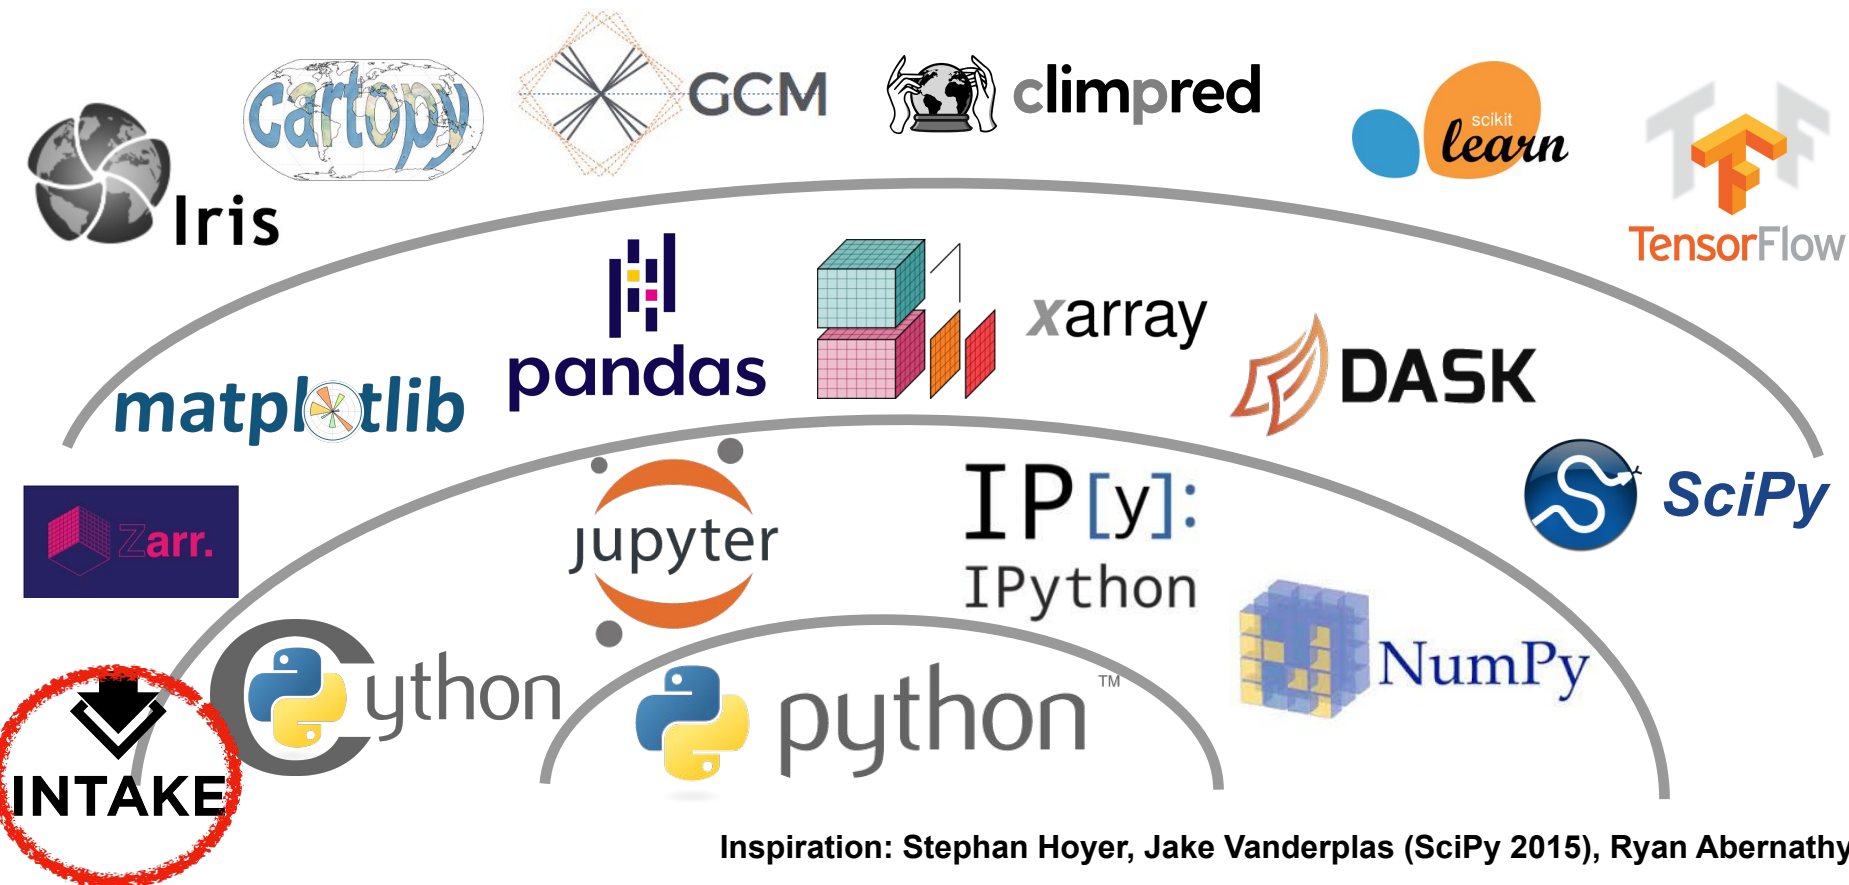 cartopy
GCM
climpred
scikit
learn
Iris
TF
TensorFlow
pandas
xarray
DASK
matplotlib
jupyter
IP[y]:
IPython
SciPy
Zarr.
NumPy
Cython
python™
INTAKE
Inspiration: Stephan Hoyer, Jake Vanderplas (SciPy 2015), Ryan Abernathy